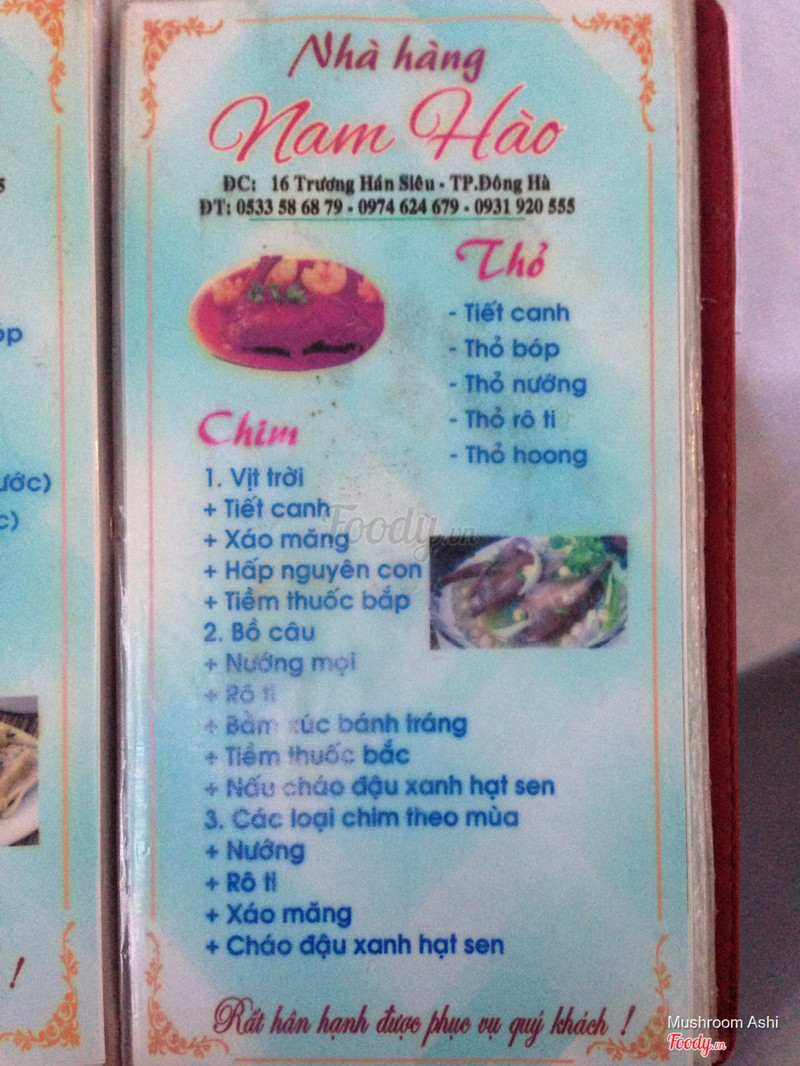 Nhà hàng
Nam Hào
ĐC: 16 Trương Hán Siêu - TP.Đông Hà
ĐT: 0533 58 68 79 - 0974 624 679 - 0931 920 555
Thỏ
- Tiết canh
- Thỏ bóp
- Thỏ nướng
- Thỏ rô ti
- Thỏ hoong
Chim
1. Vịt trời
+ Tiết canh
+ Xáo măng
+ Hấp nguyên con
+ Tiềm thuốc bắp
2. Bồ câu
+ Nướng mọi
+ Rô ti
+ Bằm xúc bánh tráng
+ Tiềm thuốc bắc
+ Nấu cháo đậu xanh hạt sen
3. Các loại chim theo mùa
+ Nướng
+ Rô ti
+ Xáo măng
+ Cháo đậu xanh hạt sen
Rất hân hạnh được phục vụ quý khách !
Foody.vn
Mushroom Ashi
Foody.vn